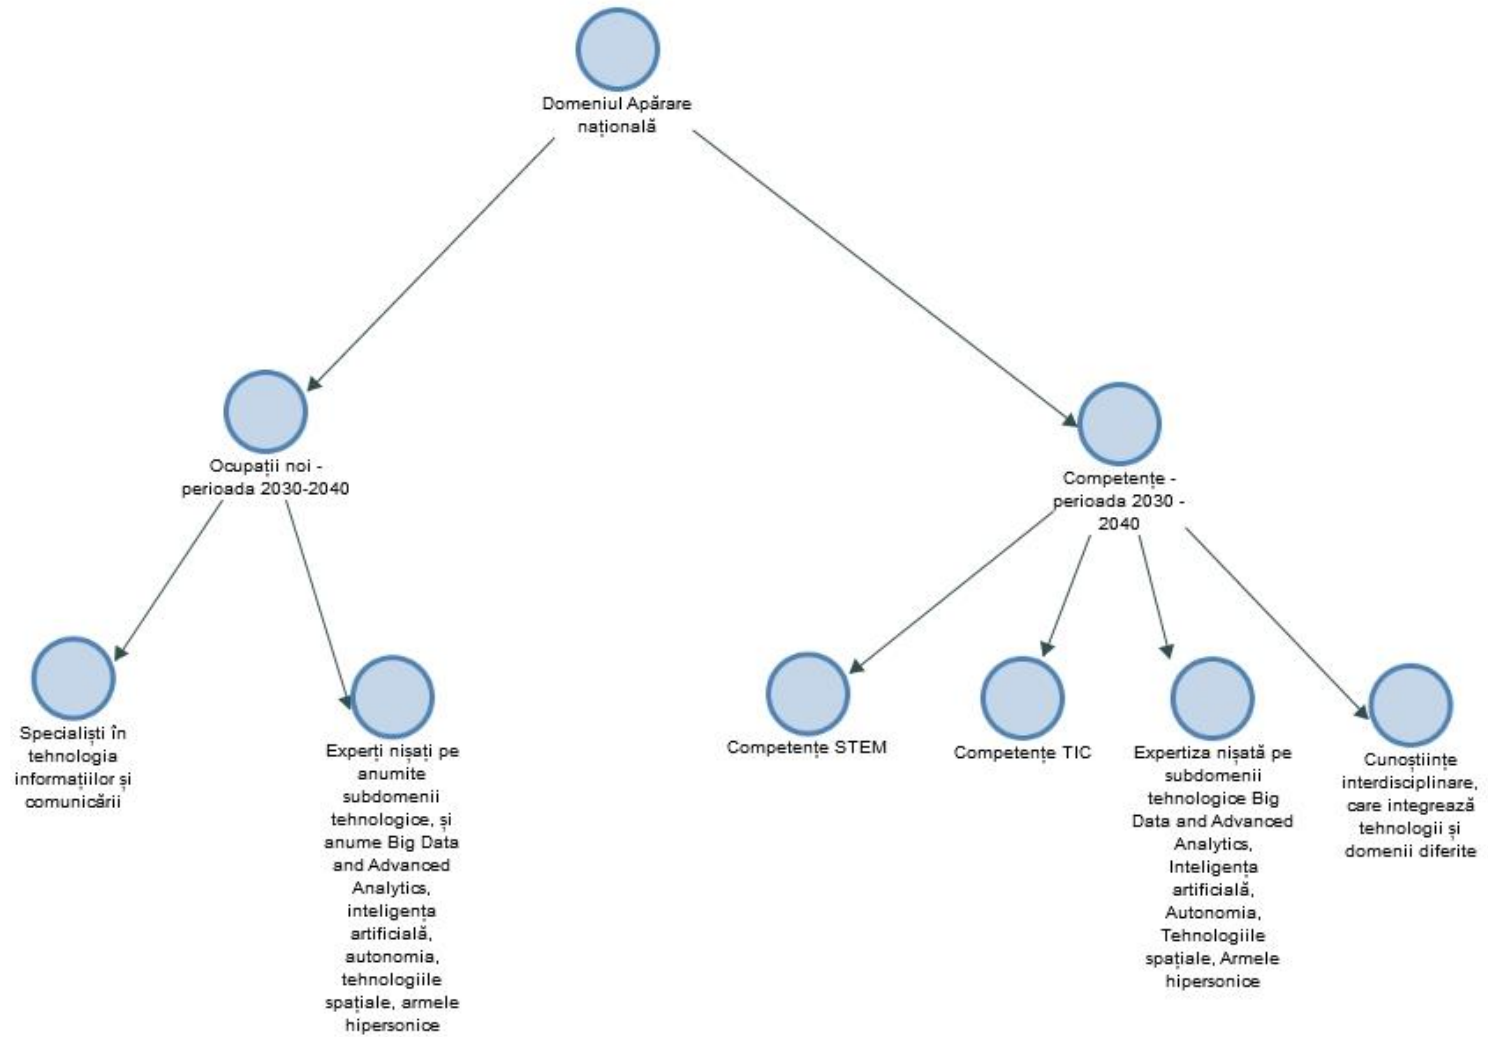 Domeniul Apărare
națională
Ocupații noi -
perioada 2030-2040
Competențe -
perioada 2030 -
2040
Specialiști în
tehnologia
informațiilor și
comunicării
Experți nișați pe
anumite
subdomenii
tehnologice, și
anume Big Data
and Advanced
Analytics,
inteligența
artificială,
autonomia,
tehnologiile
spațiale, armele
hipersonice
Competențe STEM
Competențe TIC
Expertiza nișată pe
subdomenii
tehnologice Big
Data and Advanced
Analytics,
Inteligența
artificială,
Autonomia,
Tehnologiile
spațiale, Armele
hipersonice
Cunoștiințe
interdisciplinare,
care integrează
tehnologii și
domenii diferite